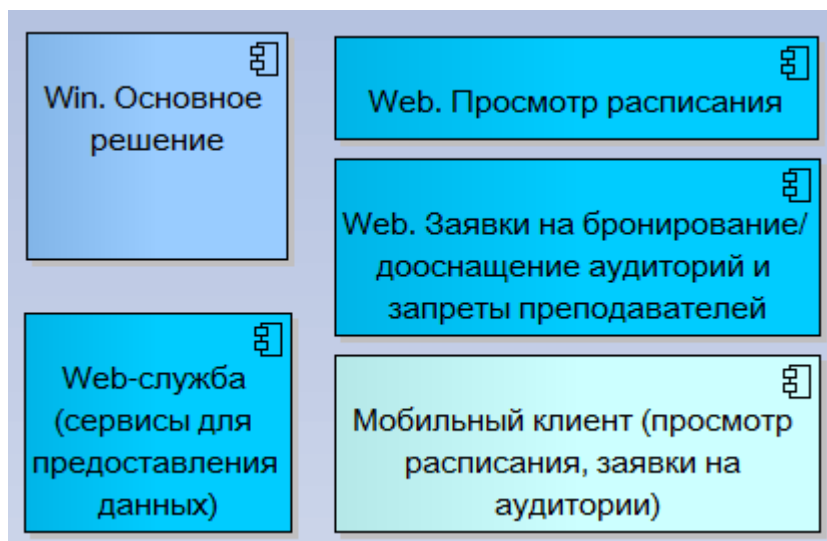 Win. Основное
решение
Web. Просмотр расписания
Web. Заявки на бронирование/
дооснащение аудиторий и
запреты преподавателей
Web-служба
(сервисы для
предоставления
данных)
Мобильный клиент (просмотр
расписания, заявки на
аудитории)